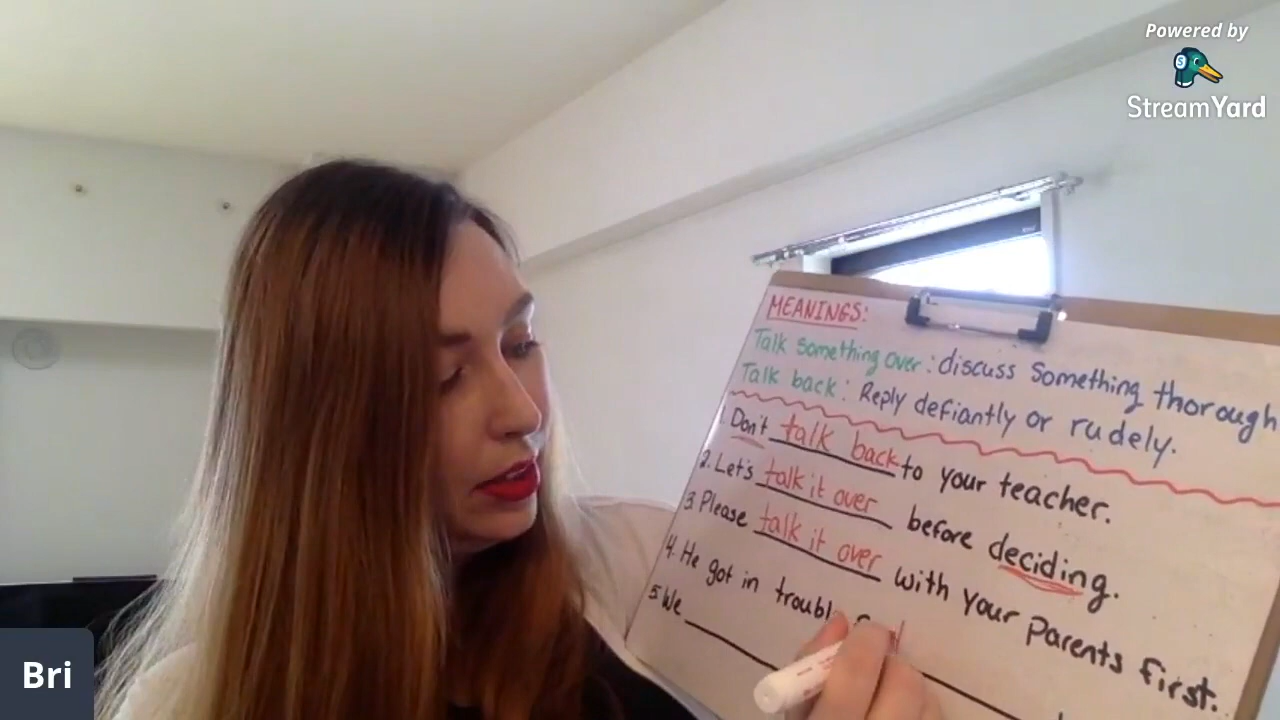 Powered by
StreamYard
MEANINGS:
Talk something over: discuss something thorough
Talk back: Reply defiantly or rudely.
1. Don't talk back to your teacher.
2. Let's talk it over before deciding.
3. Please talk it over with your parents first.
4. He got in trouble
5. We
Bri